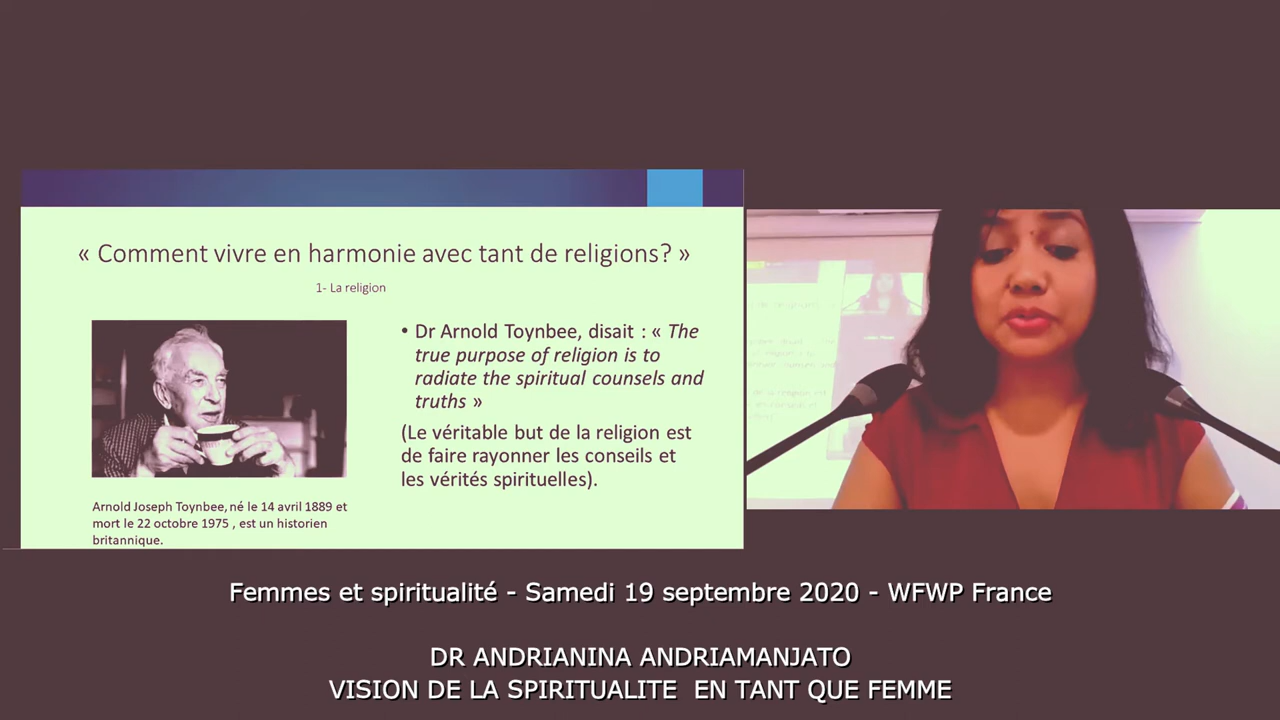 « Comment vivre en harmonie avec tant de religions? »
1- La religion
• Dr Arnold Toynbee, disait : « The
true purpose of religion is to
radiate the spiritual counsels and
truths »
(Le véritable but de la religion est
de faire rayonner les conseils et
les vérités spirituelles).
Arnold Joseph Toynbee, né le 14 avril 1889 et
mort le 22 octobre 1975 , est un historien
britannique.
Femmes et spiritualité - Samedi 19 septembre 2020 - WFWP France
DR ANDRIANINA ANDRIAMANJATO
VISION DE LA SPIRITUALITE EN TANT QUE FEMME